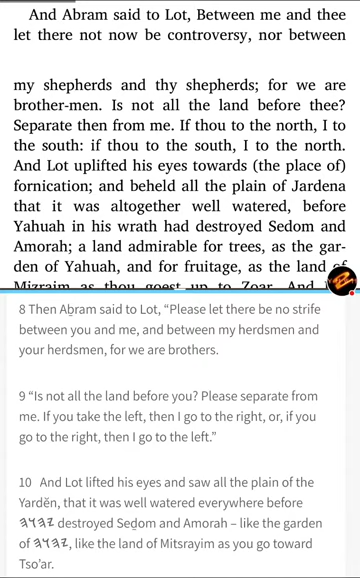 And Abram said to Lot, Between me and thee
let there not now be controversy, nor between
my shepherds and thy shepherds; for we are
brother-men. Is not all the land before thee?
Separate then from me. If thou to the north, I to
the south: if thou to the south, I to the north.
And Lot uplifted his eyes towards (the place of)
fornication; and beheld all the plain of Jardena
that it was altogether well watered, before
Yahuah in his wrath had destroyed Sedom and
Amorah; a land admirable for trees, as the gar-
den of Yahuah, and for fruitage, as the land of
Mizraim as thou goest up to Zoar. And
8 Then Aḇram said to Lot, “Please let there be no strife
between you and me, and between my herdsmen and
your herdsmen, for we are brothers.
9 “Is not all the land before you? Please separate from
me. If you take the left, then I go to the right, or, if you
go to the right, then I go to the left.”
10 And Lot lifted his eyes and saw all the plain of the
Yardĕn, that it was well watered everywhere before
𐤉𐤄𐤅𐤄 destroyed Seḏom and Amorah – like the garden
of 𐤉𐤄𐤅𐤄, like the land of Mitsrayim as you go toward
Tso’ar.